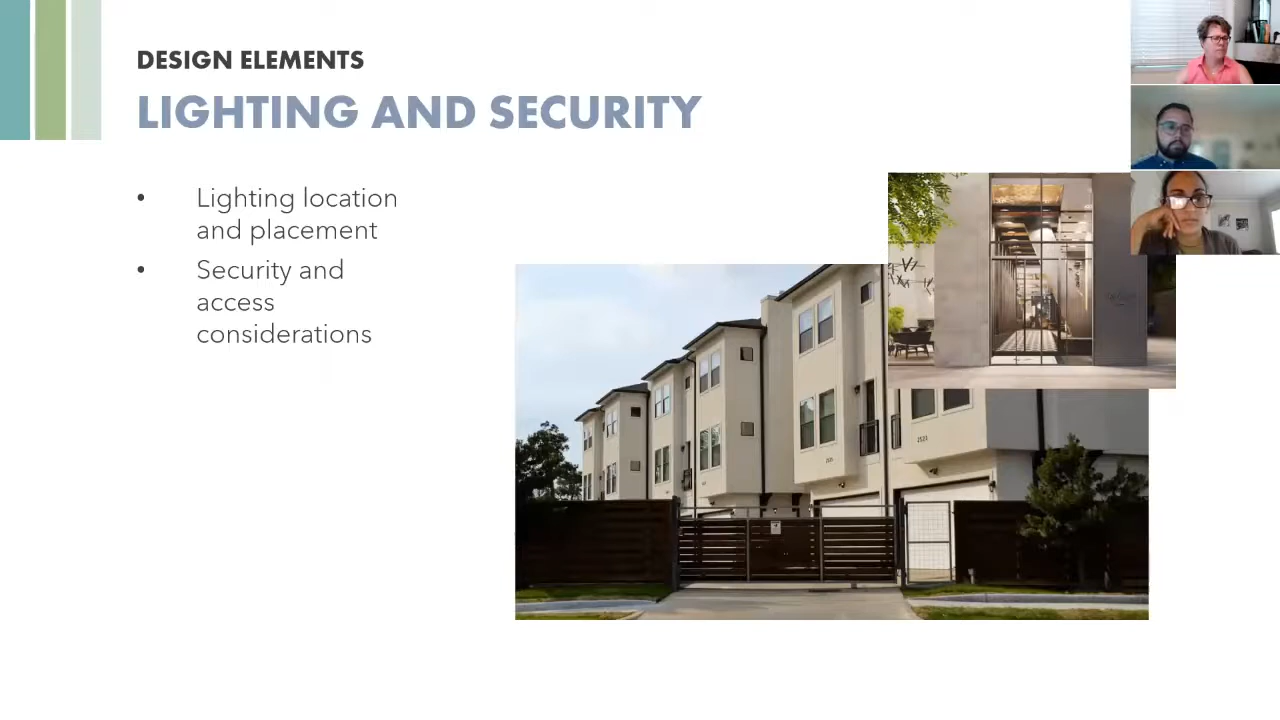 DESIGN ELEMENTS
LIGHTING AND SECURITY
• Lighting location
and placement
• Security and
access
considerations